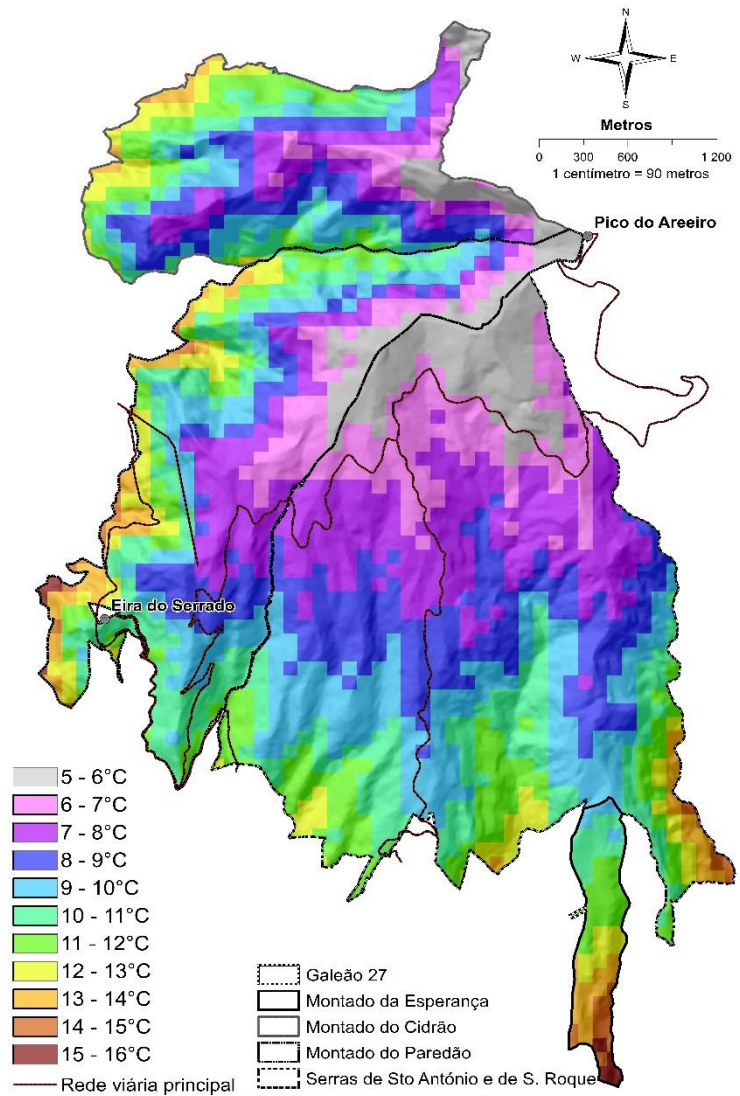 N
W E
S
Metros
0 300 600 1.200
1 centímetro = 90 metros
Pico do Areeiro
Eira do Serrado
5 - 6°C
6 - 7°C
7 - 8°C
8 - 9°C
9 - 10°C
10 - 11°C
11 - 12°C
12 - 13°C
13 - 14°C
14 - 15°C
15 - 16°C
Rede viária principal
Galeão 27
Montado da Esperança
Montado do Cidrão
Montado do Paredão
Serras de Sto António e de S. Roque